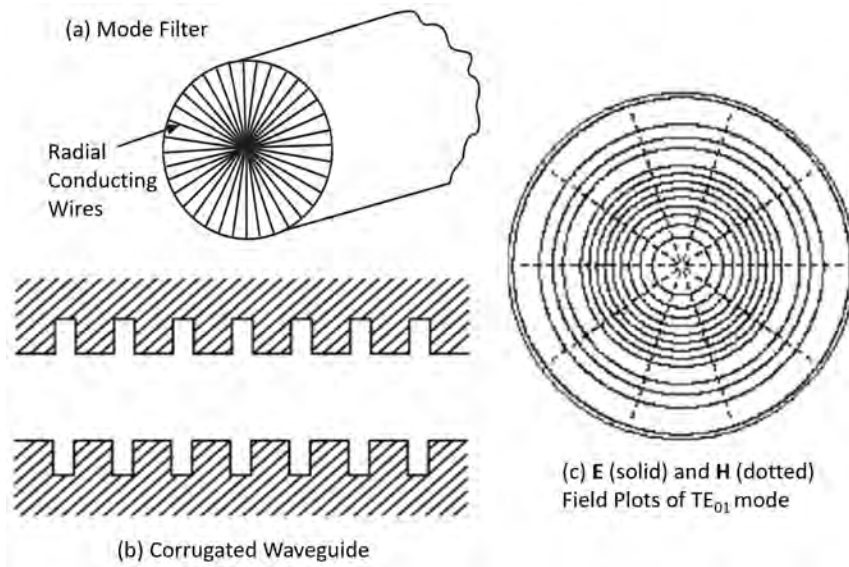 (a) Mode Filter
Radial
Conducting
Wires
(b) Corrugated Waveguide
(c) E (solid) and H (dotted)
Field Plots of TE₀₁ mode